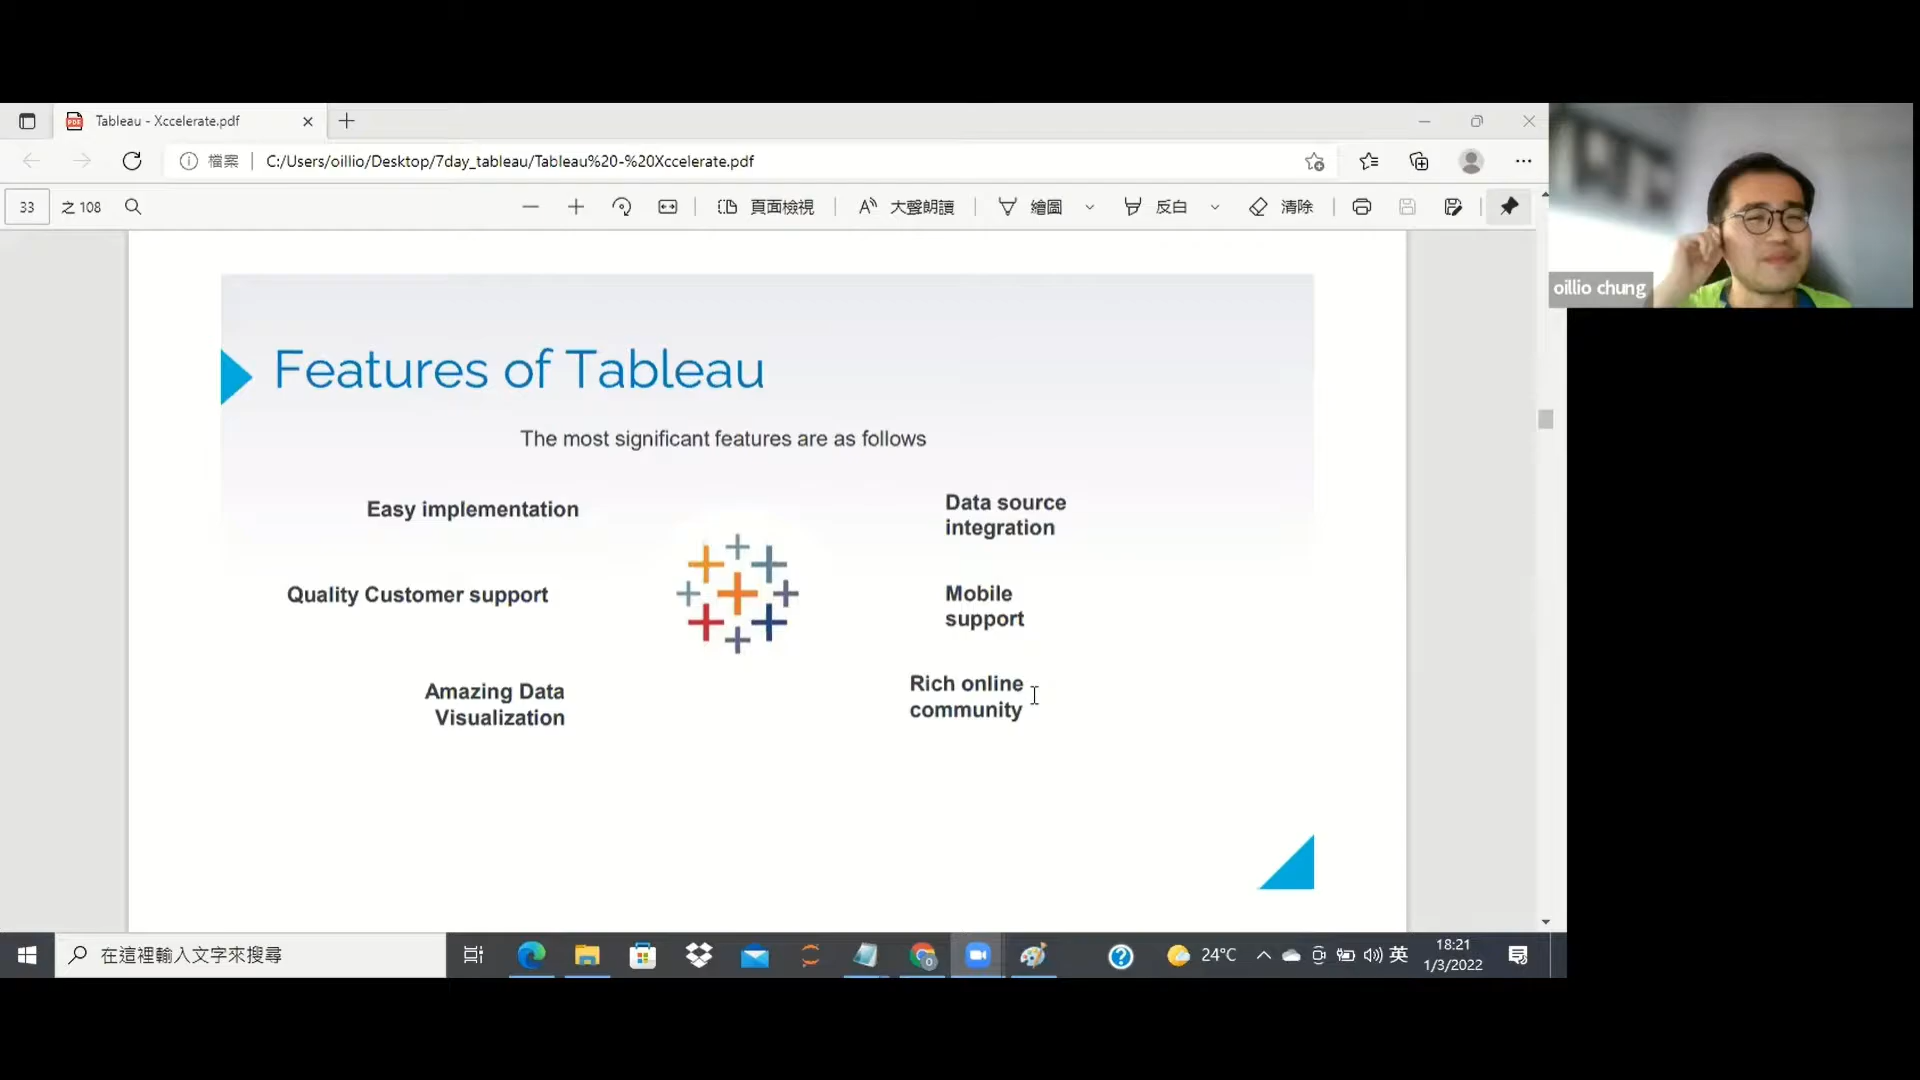 Tableau - Xccelerate.pdf
檔案
C:/Users/oillio/Desktop/7day_tableau/Tableau%20-%20Xccelerate.pdf
33 之 108
頁面檢視
大聲朗讀
繪圖
反白
清除
oillio chung
Features of Tableau
The most significant features are as follows
Easy implementation
Quality Customer support
Amazing Data
Visualization
Data source
integration
Mobile
support
Rich online
community
在這裡輸入文字來搜尋
24°C
英
18:21
1/3/2022